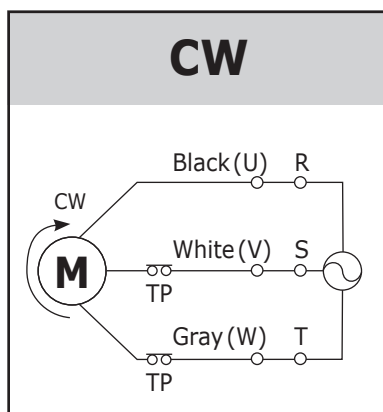 CW
Black (U) R
CW
White (V) S
M
TP
Gray (W) T
TP